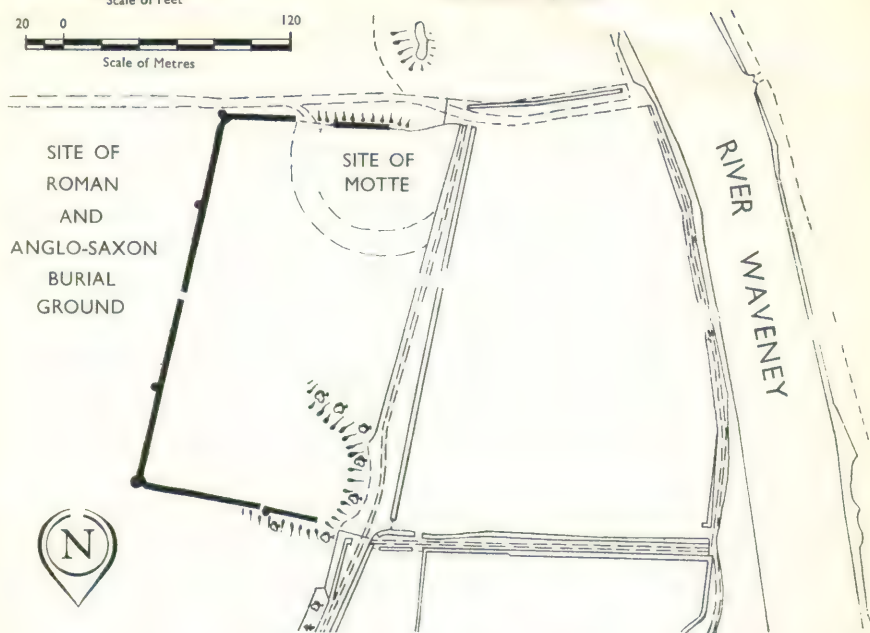 Scale of Feet
20 0 120
Scale of Metres
SITE OF
ROMAN
AND
ANGLO-SAXON
BURIAL
GROUND
SITE OF
MOTTE
RIVER WAVENEY
N